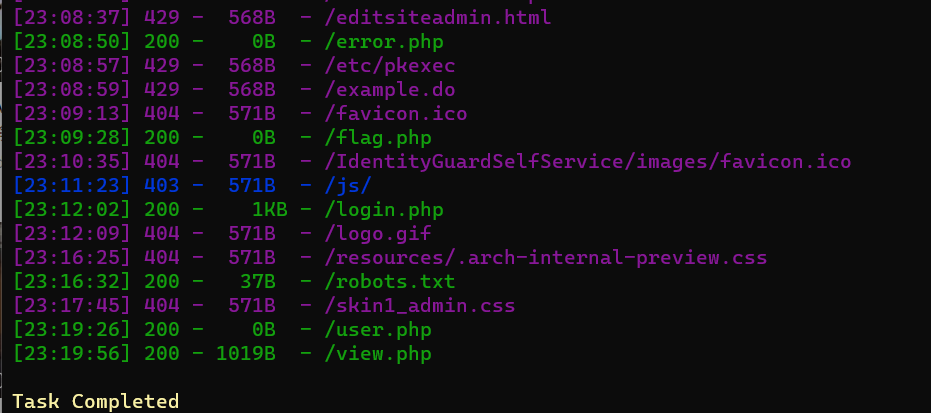 [23:08:37] 429 - 568B - /editsiteadmin.html
[23:08:50] 200 - 0B - /error.php
[23:08:57] 429 - 568B - /etc/pkexec
[23:08:59] 429 - 568B - /example.do
[23:09:13] 404 - 571B - /favicon.ico
[23:09:28] 200 - 0B - /flag.php
[23:10:35] 404 - 571B - /IdentityGuardSelfService/images/favicon.ico
[23:11:23] 403 - 571B - /js/
[23:12:02] 200 - 1KB - /login.php
[23:12:09] 404 - 571B - /logo.gif
[23:16:25] 404 - 571B - /resources/.arch-internal-preview.css
[23:16:32] 200 - 37B - /robots.txt
[23:17:45] 404 - 571B - /skin1_admin.css
[23:19:26] 200 - 0B - /user.php
[23:19:56] 200 - 1019B - /view.php
Task Completed